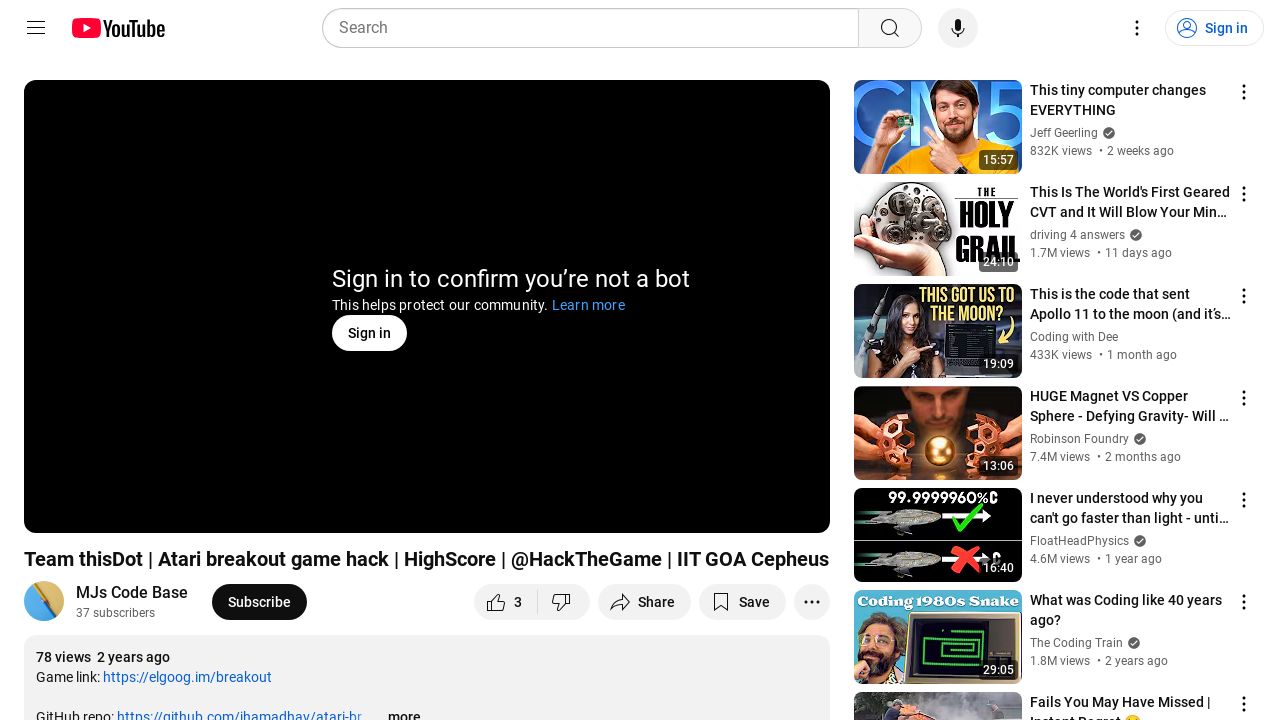 YouTube
Search
Sign in
Sign in to confirm you’re not a bot
This helps protect our community. Learn more
Sign in
Team thisDot | Atari breakout game hack | HighScore | @HackTheGame | IIT GOA Cepheus
MJs Code Base
37 subscribers
Subscribe
3
Share
Save
78 views 2 years ago
Game link: https://elgoog.im/breakout
GitHub repo: https://github.com/jhamadhav/atari-br...
...more
CM5
15:57
This tiny computer changes
EVERYTHING
Jeff Geerling
832K views • 2 weeks ago
THE
HOLY
GRAIL
24:10
This Is The World's First Geared
CVT and It Will Blow Your Min...
driving 4 answers
1.7M views • 11 days ago
THIS GOT US TO
THE MOON?
19:09
This is the code that sent
Apollo 11 to the moon (and it’s...
Coding with Dee
433K views • 1 month ago
13:06
HUGE Magnet VS Copper
Sphere - Defying Gravity- Will ...
Robinson Foundry
7.4M views • 2 months ago
99.9999960%C
16:40
I never understood why you
can't go faster than light - unti...
FloatHeadPhysics
4.6M views • 1 year ago
Coding 1980s Snake
29:05
What was Coding like 40 years
ago?
The Coding Train
1.8M views • 2 years ago
Fails You May Have Missed |
Instant Regret